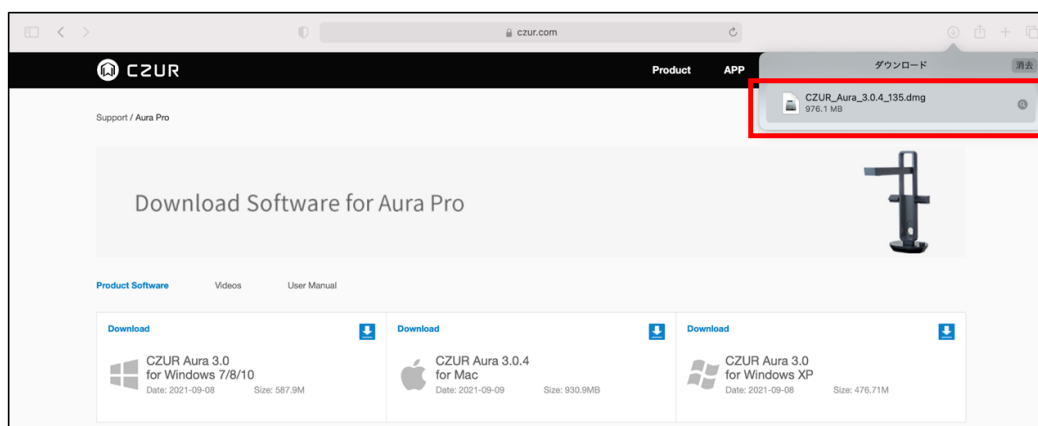 czur.com
CZUR
Product
APP
ダウンロード
消去
CZUR_Aura_3.0.4_135.dmg
976.1 MB
Support / Aura Pro
Download Software for Aura Pro
Product Software
Videos
User Manual
Download
CZUR Aura 3.0
for Windows 7/8/10
Date: 2021-09-08 Size: 587.9M
Download
CZUR Aura 3.0.4
for Mac
Date: 2021-09-09 Size: 930.9MB
Download
CZUR Aura 3.0
for Windows XP
Date: 2021-09-08 Size: 476.71M